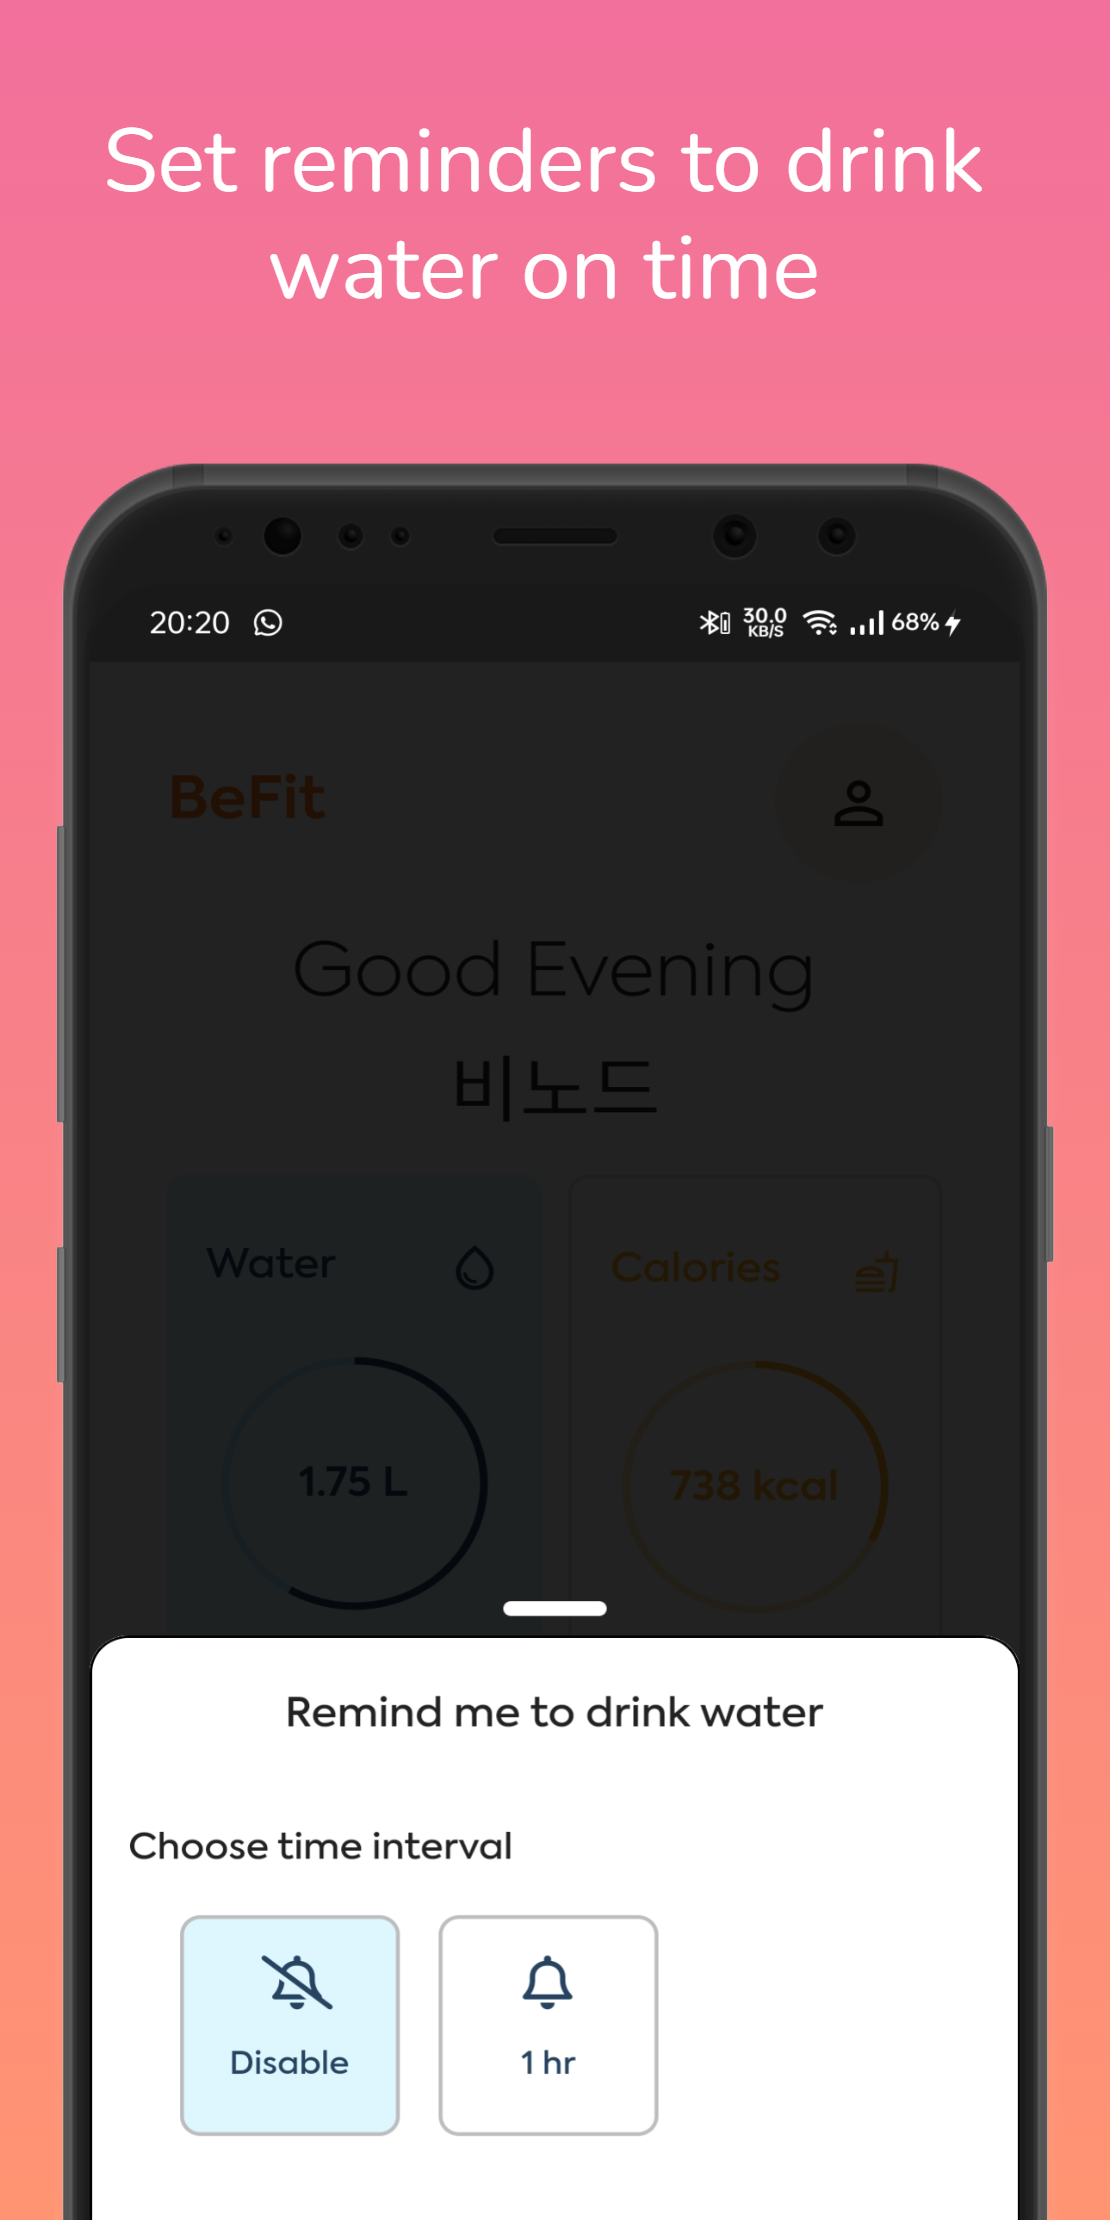 Set reminders to drink
water on time
20:20
30.0
KB/S
68%
BeFit
Good Evening
비노드
Water
Calories
1.75 L
738 kcal
Remind me to drink water
Choose time interval
Disable
1 hr